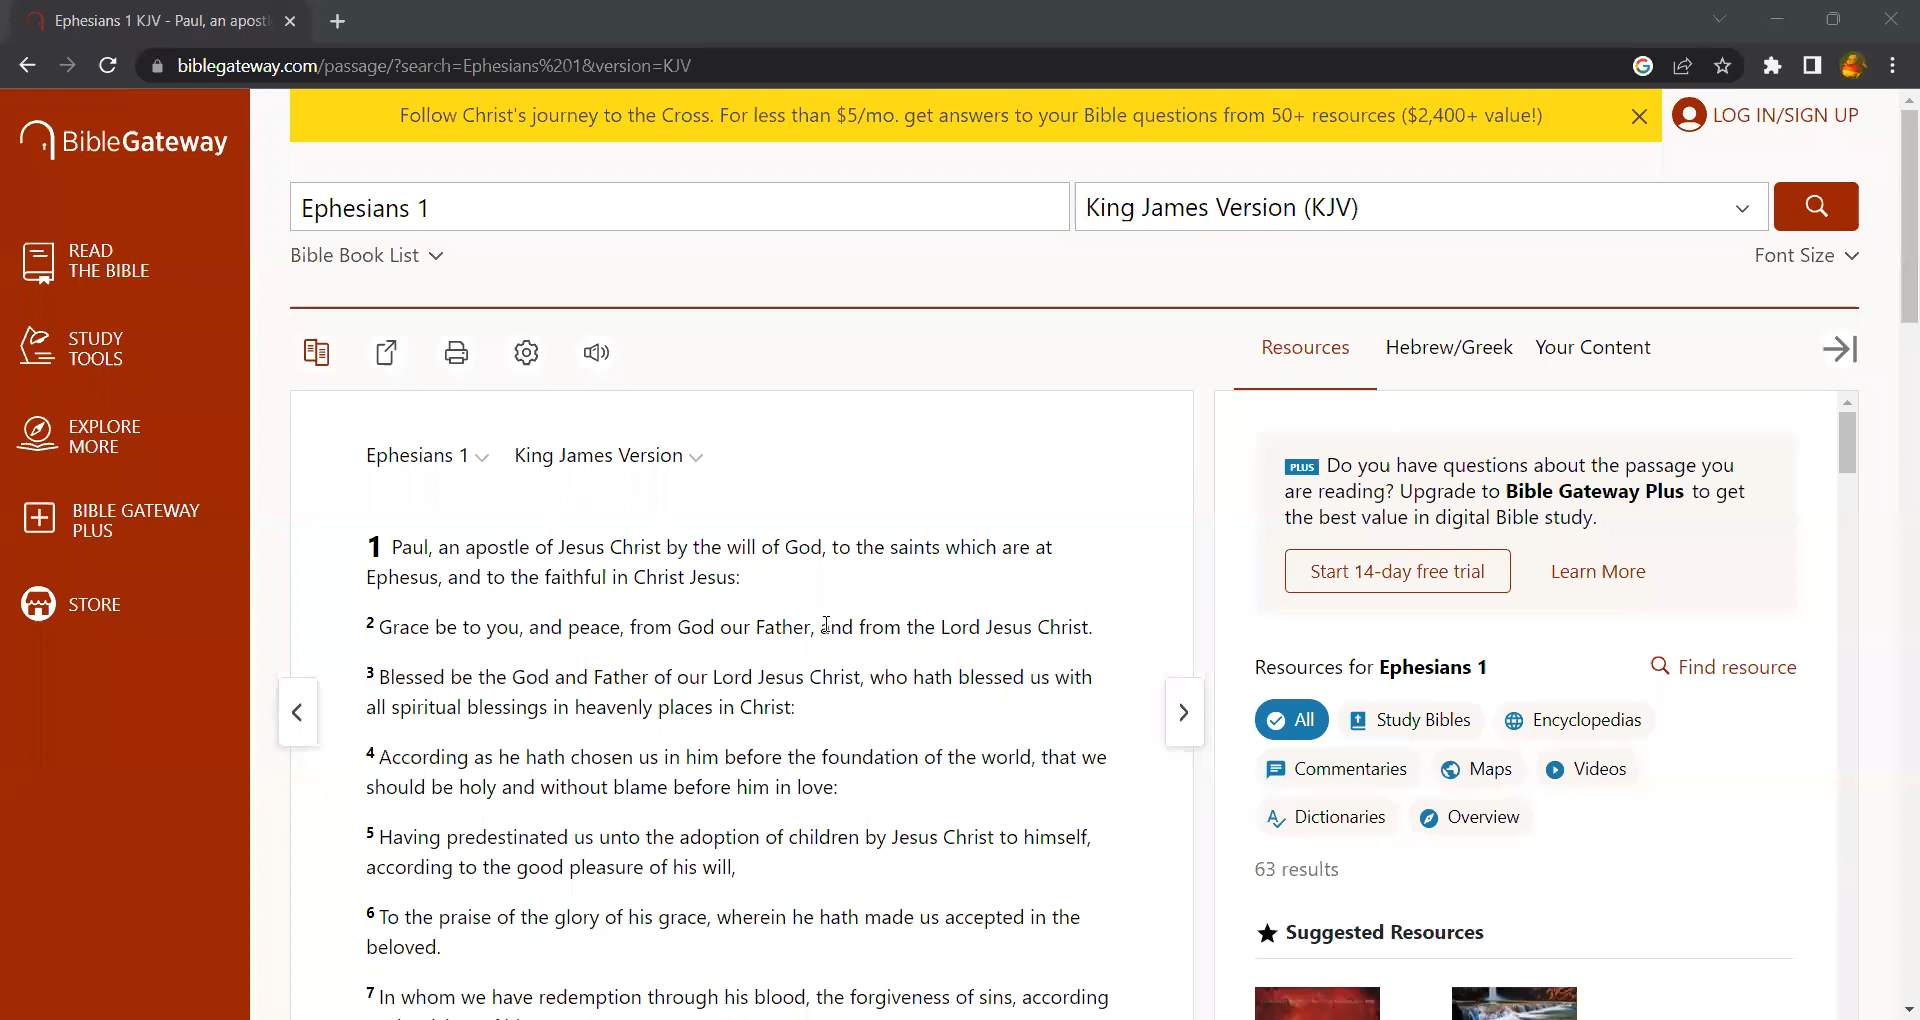 Ephesians 1 KJV - Paul, an apost
biblegateway.com/passage/?search=Ephesians%201&version=KJV
BibleGateway
READ
THE BIBLE
STUDY
TOOLS
EXPLORE
MORE
BIBLE GATEWAY
PLUS
STORE
Follow Christ's journey to the Cross. For less than $5/mo. get answers to your Bible questions from 50+ resources ($2,400+ value!)
LOG IN/SIGN UP
Ephesians 1
King James Version (KJV)
Bible Book List
Font Size
Resources Hebrew/Greek Your Content
Ephesians 1 King James Version
1 Paul, an apostle of Jesus Christ by the will of God, to the saints which are at
Ephesus, and to the faithful in Christ Jesus:
2 Grace be to you, and peace, from God our Father, and from the Lord Jesus Christ.
3 Blessed be the God and Father of our Lord Jesus Christ, who hath blessed us with
all spiritual blessings in heavenly places in Christ:
4 According as he hath chosen us in him before the foundation of the world, that we
should be holy and without blame before him in love:
5 Having predestinated us unto the adoption of children by Jesus Christ to himself,
according to the good pleasure of his will,
6 To the praise of the glory of his grace, wherein he hath made us accepted in the
beloved.
7 In whom we have redemption through his blood, the forgiveness of sins, according
PLUS Do you have questions about the passage you
are reading? Upgrade to Bible Gateway Plus to get
the best value in digital Bible study.
Start 14-day free trial Learn More
Resources for Ephesians 1
Find resource
All Study Bibles Encyclopedias
Commentaries Maps Videos
Dictionaries Overview
63 results
Suggested Resources